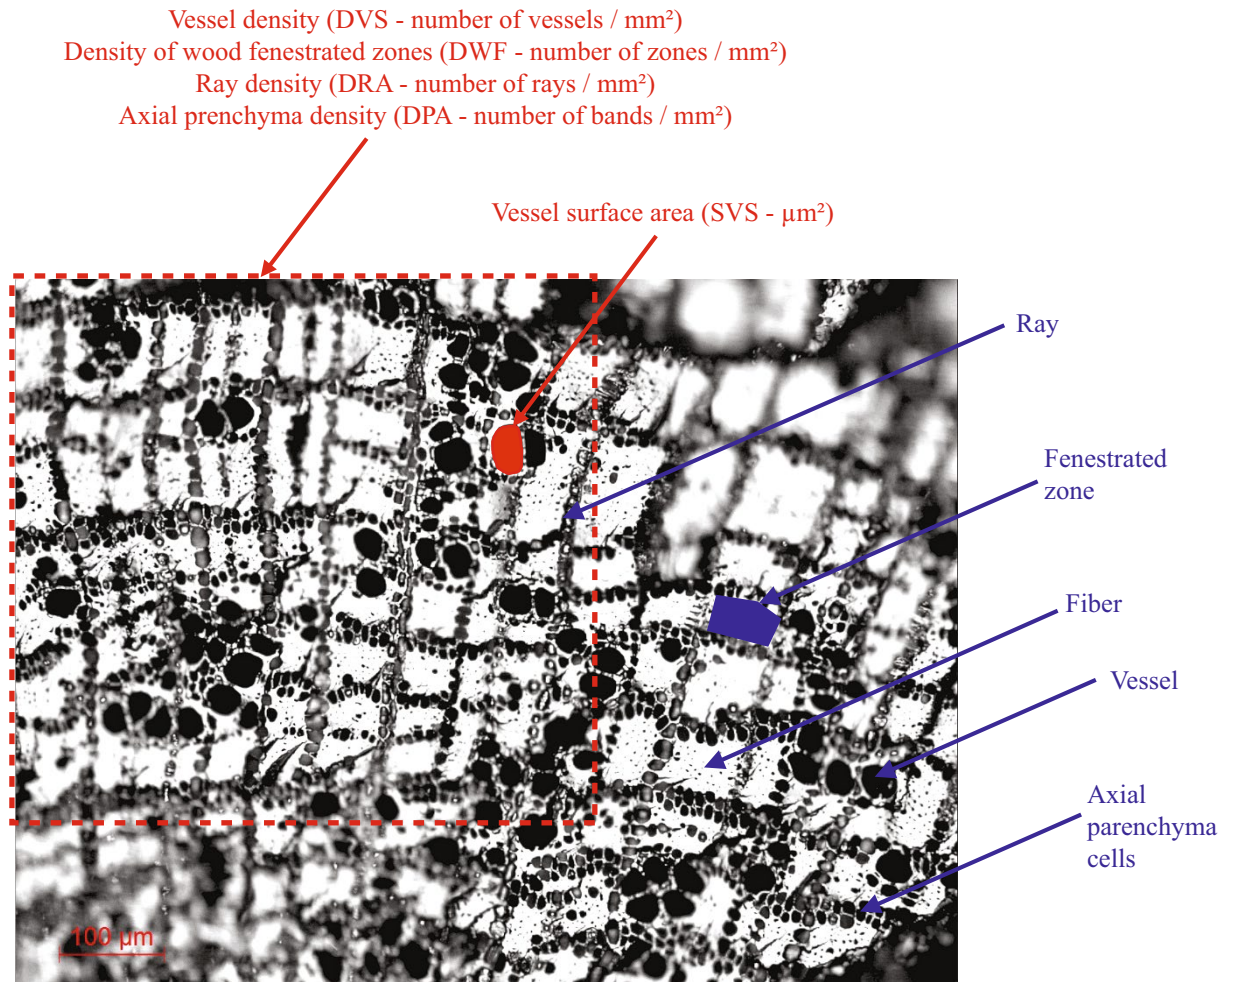 Vessel density (DVS - number of vessels / mm²)
Density of wood fenestrated zones (DWF - number of zones / mm²)
Ray density (DRA - number of rays / mm²)
Axial prenchyma density (DPA - number of bands / mm²)
Vessel surface area (SVS - µm²)
Ray
Fenestrated
zone
Fiber
Vessel
Axial
parenchyma
cells
100 µm